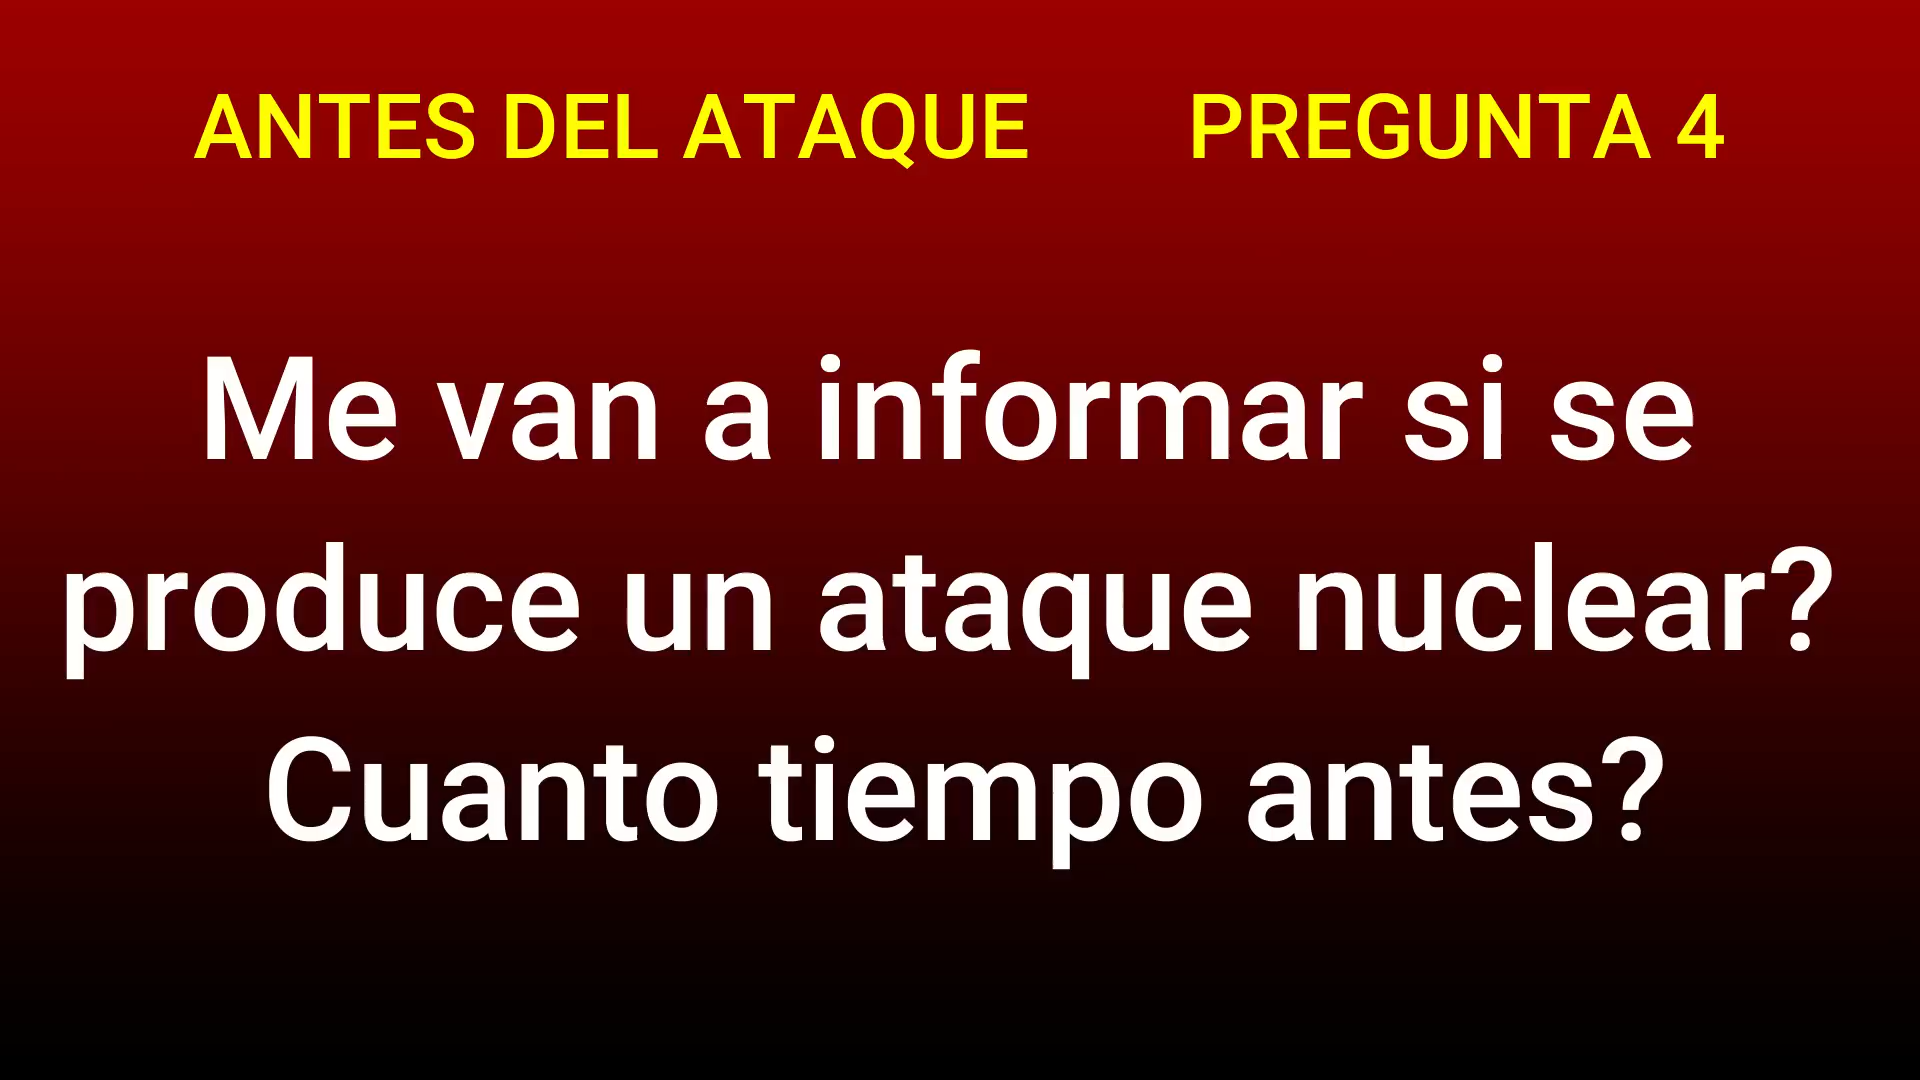 ANTES DEL ATAQUE PREGUNTA 4
Me van a informar si se
produce un ataque nuclear?
Cuanto tiempo antes?